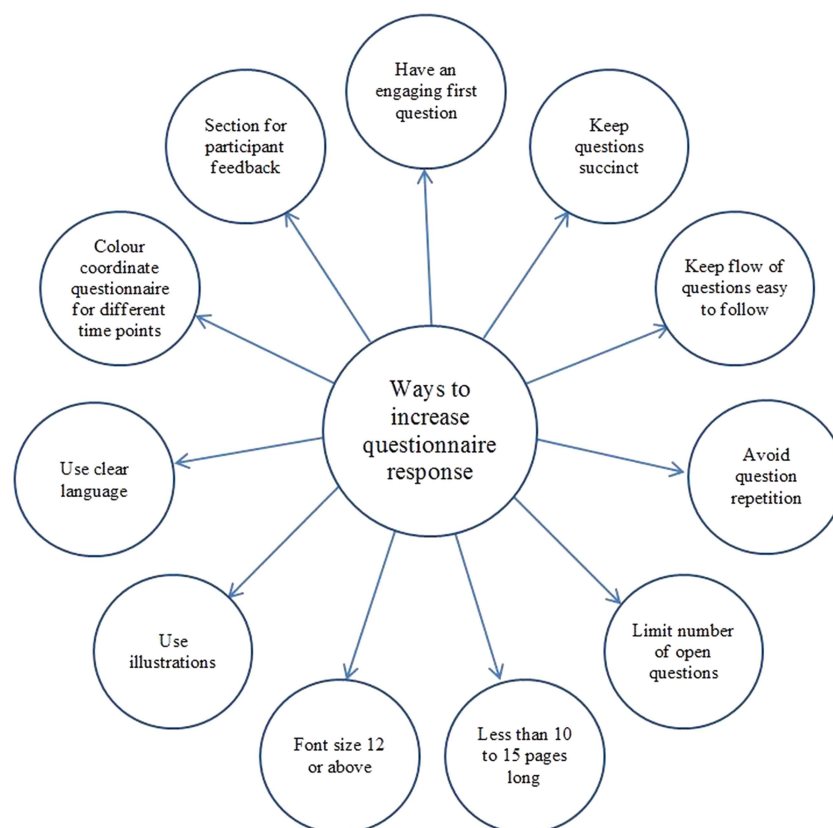 Have an
engaging first
question
Keep
questions
succinct
Keep flow of
questions easy
to follow
Avoid
question
repetition
Limit number
of open
questions
Less than 10
to 15 pages
long
Font size 12
or above
Use
illustrations
Use clear
language
Colour
coordinate
questionnaire
for different
time points
Section for
participant
feedback
Ways to
increase
questionnaire
response